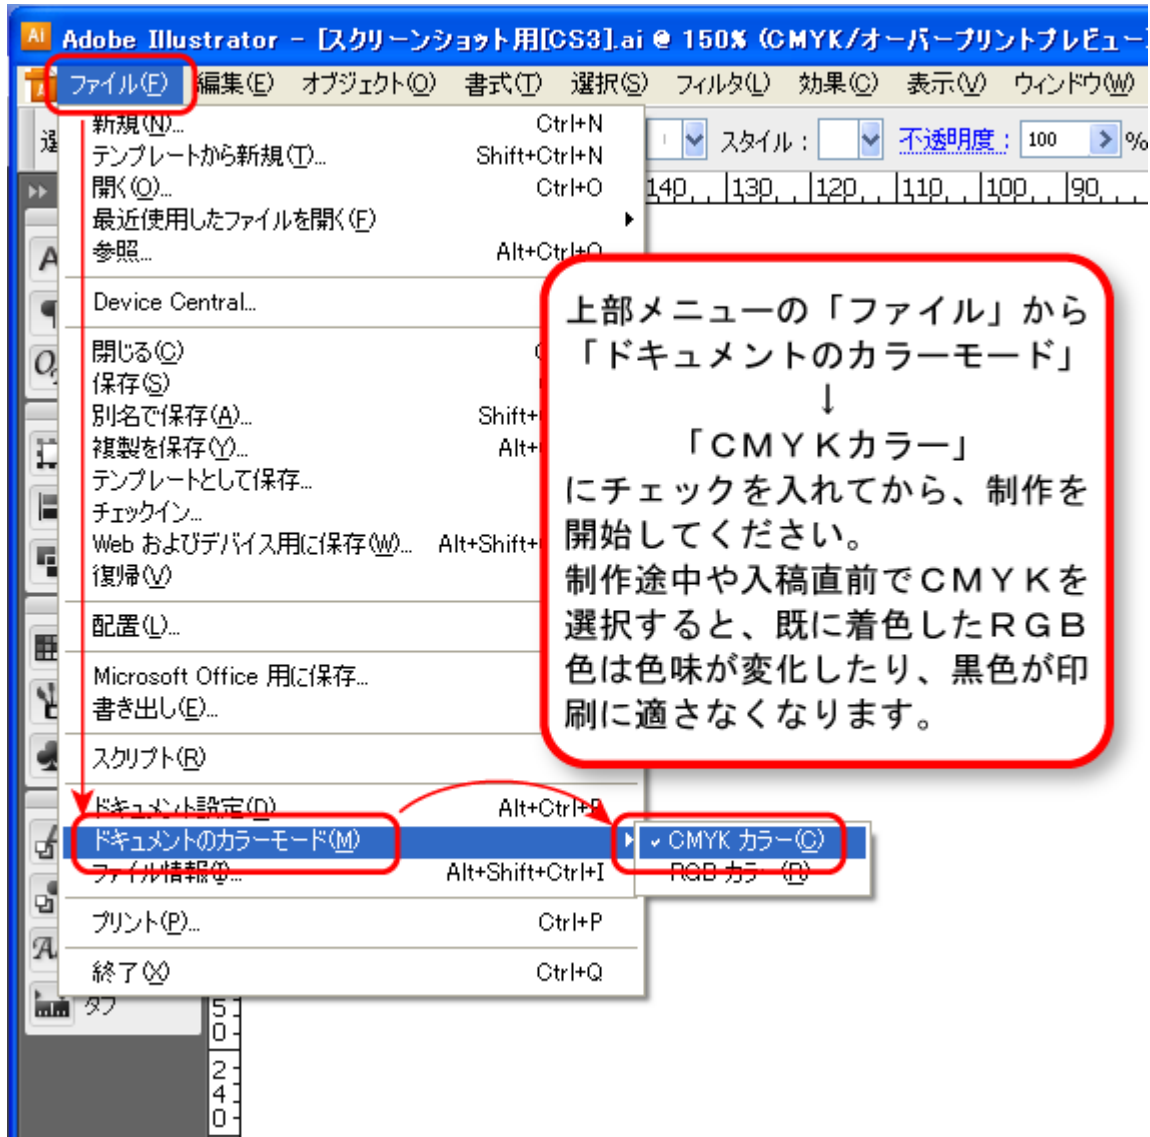 Ai Adobe Illustrator - [スクリーンショット用[CS3].ai @ 150% (CMYK/オーバープリントプレビュー)
ファイル(F) 編集(E) オブジェクト(O) 書式(T) 選択(S) フィルタ(L) 効果(C) 表示(V) ウィンドウ(W)
スタイル : 不透明度 : 100 %
140 130 120 110 100 90
新規(N)... Ctrl+N
テンプレートから新規(T)... Shift+Ctrl+N
開く(O)... Ctrl+O
最近使用したファイルを開く(F)
参照... Alt+Ctrl+O
Device Central...
閉じる(C)
保存(S)
別名で保存(A)... Shift+
複製を保存(Y)... Alt+
テンプレートとして保存...
チェックイン...
Web およびデバイス用に保存(W)... Alt+Shift+
復帰(V)
配置(L)...
Microsoft Office 用に保存...
書き出し(E)...
スクリプト(R)
ドキュメント設定(D)... Alt+Ctrl+P
ドキュメントのカラーモード(M)
ファイル情報(I)... Alt+Shift+Ctrl+I
プリント(P)... Ctrl+P
終了(X) Ctrl+Q
CMYK カラー(C)
RGB カラー(R)
上部メニューの「ファイル」から
「ドキュメントのカラーモード」
↓
「CMYKカラー」
にチェックを入れてから、制作を
開始してください。
制作途中や入稿直前でCMYKを
選択すると、既に着色したRGB
色は色味が変化したり、黒色が印
刷に適さなくなります。
タブ
50
240